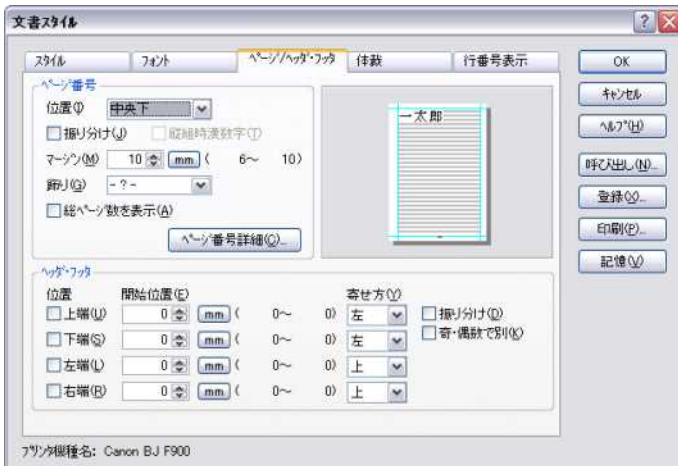 文書スタイル
スタイル フォント ページ/ヘッダ・フッタ 体裁 行番号表示
ページ番号
位置(I) 中央下
振り分け(J) 縦組時漢数字(T)
マージン(M) 10 mm ( 6～ 10)
飾り(G) - ? -
総ページ数を表示(A)
ページ番号詳細(C)...
一太郎
OK
キャンセル
ヘルプ(H)
呼び出し(N)...
登録(X)...
印刷(P)...
記憶(V)
ヘッダ・フッタ
位置 開始位置(E) 寄せ方(Y)
上端(U) 0 mm ( 0～ 0) 左 振り分け(D)
下端(S) 0 mm ( 0～ 0) 左 奇・偶数で別(K)
左端(L) 0 mm ( 0～ 0) 上
右端(R) 0 mm ( 0～ 0) 上
プリンタ機種名: Canon BJ F900